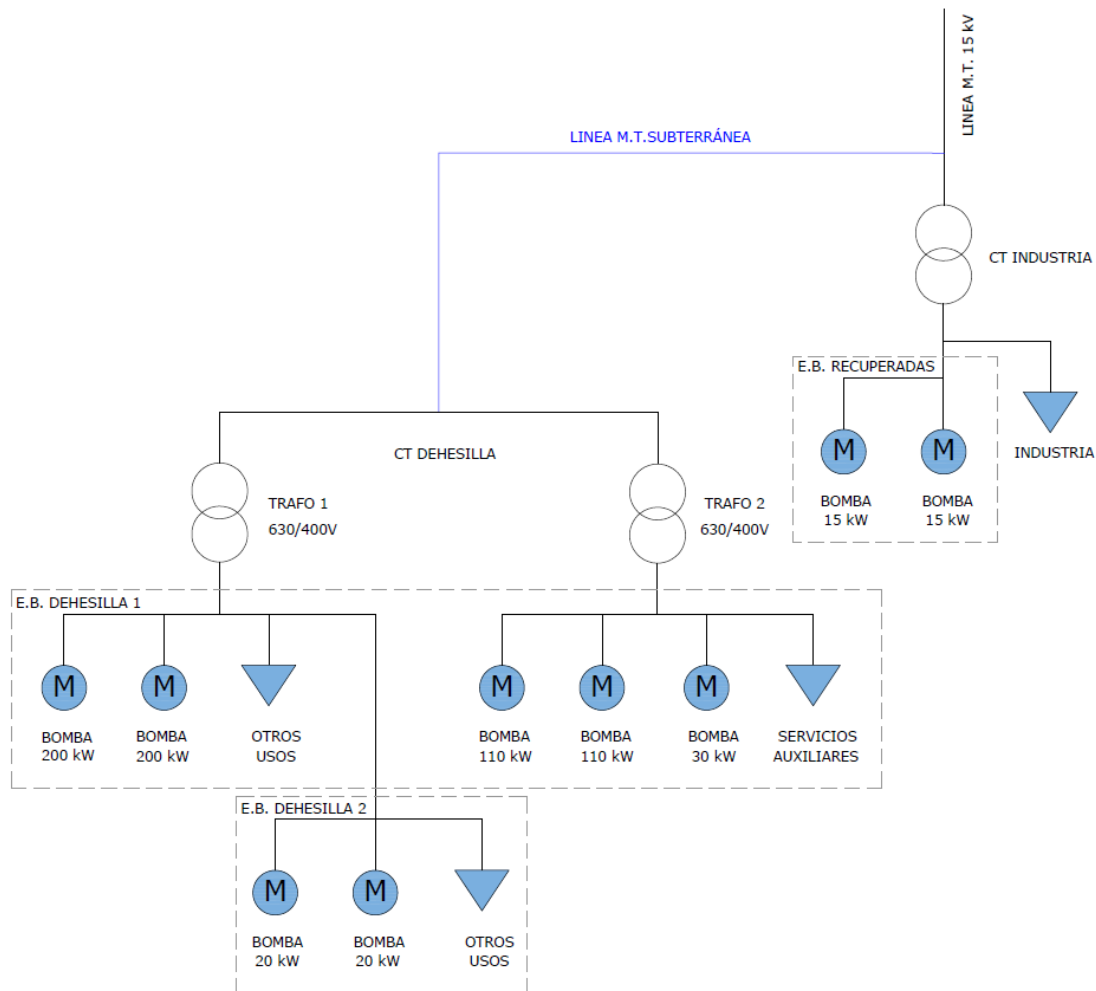 LINEA M.T. 15 kV
LINEA M.T.SUBTERRÁNEA
CT INDUSTRIA
E.B. RECUPERADAS
M
M
BOMBA
15 kW
BOMBA
15 kW
INDUSTRIA
CT DEHESILLA
TRAFO 1
630/400V
TRAFO 2
630/400V
E.B. DEHESILLA 1
M
M
M
M
M
BOMBA
200 kW
BOMBA
200 kW
OTROS
USOS
BOMBA
110 kW
BOMBA
110 kW
BOMBA
30 kW
SERVICIOS
AUXILIARES
E.B. DEHESILLA 2
M
M
BOMBA
20 kW
BOMBA
20 kW
OTROS
USOS